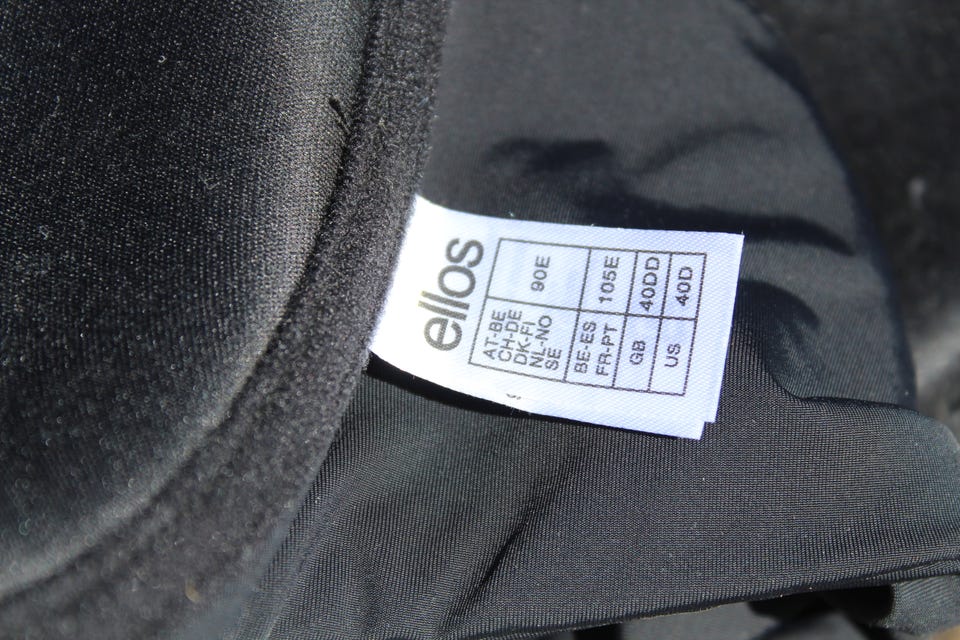 ellos
AT-BE
CH-DE
DK-FI
NL-NO
SE
90E
BE-ES
FR-PT
105E
GB
40DD
US
40D